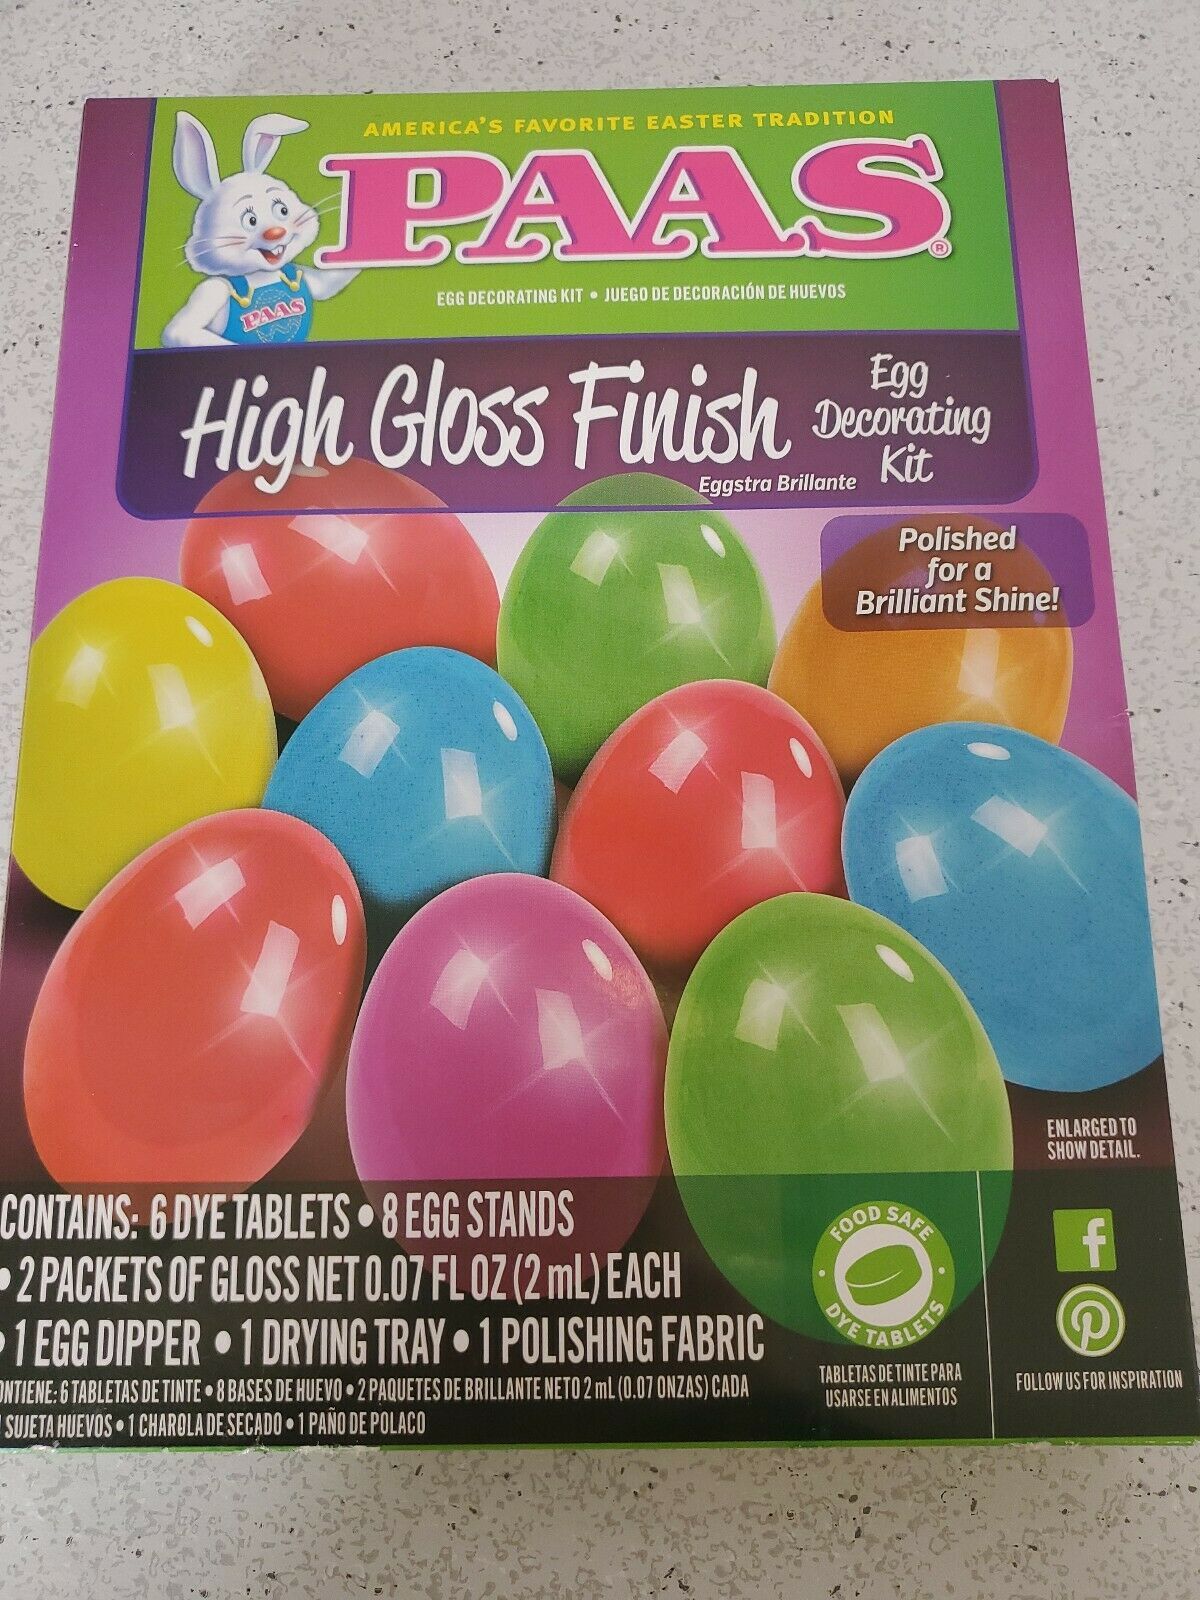 AMERICA'S FAVORITE EASTER TRADITION
PAAS®
PAAS
EGG DECORATING KIT • JUEGO DE DECORACIÓN DE HUEVOS
High Gloss Finish
Egg
Decorating
Kit
Eggstra Brillante
Polished
for a
Brilliant Shine!
ENLARGED TO
SHOW DETAIL.
CONTAINS: 6 DYE TABLETS • 8 EGG STANDS
• 2 PACKETS OF GLOSS NET 0.07 FL OZ (2 mL) EACH
• 1 EGG DIPPER • 1 DRYING TRAY • 1 POLISHING FABRIC
ONTIENE: 6 TABLETAS DE TINTE • 8 BASES DE HUEVO • 2 PAQUETES DE BRILLANTE NETO 2 mL (0.07 ONZAS) CADA
SUJETA HUEVOS • 1 CHAROLA DE SECADO • 1 PAÑO DE POLACO
FOOD SAFE
• DYE TABLETS •
TABLETAS DE TINTE PARA
USARSE EN ALIMENTOS
f
P
FOLLOW US FOR INSPIRATION